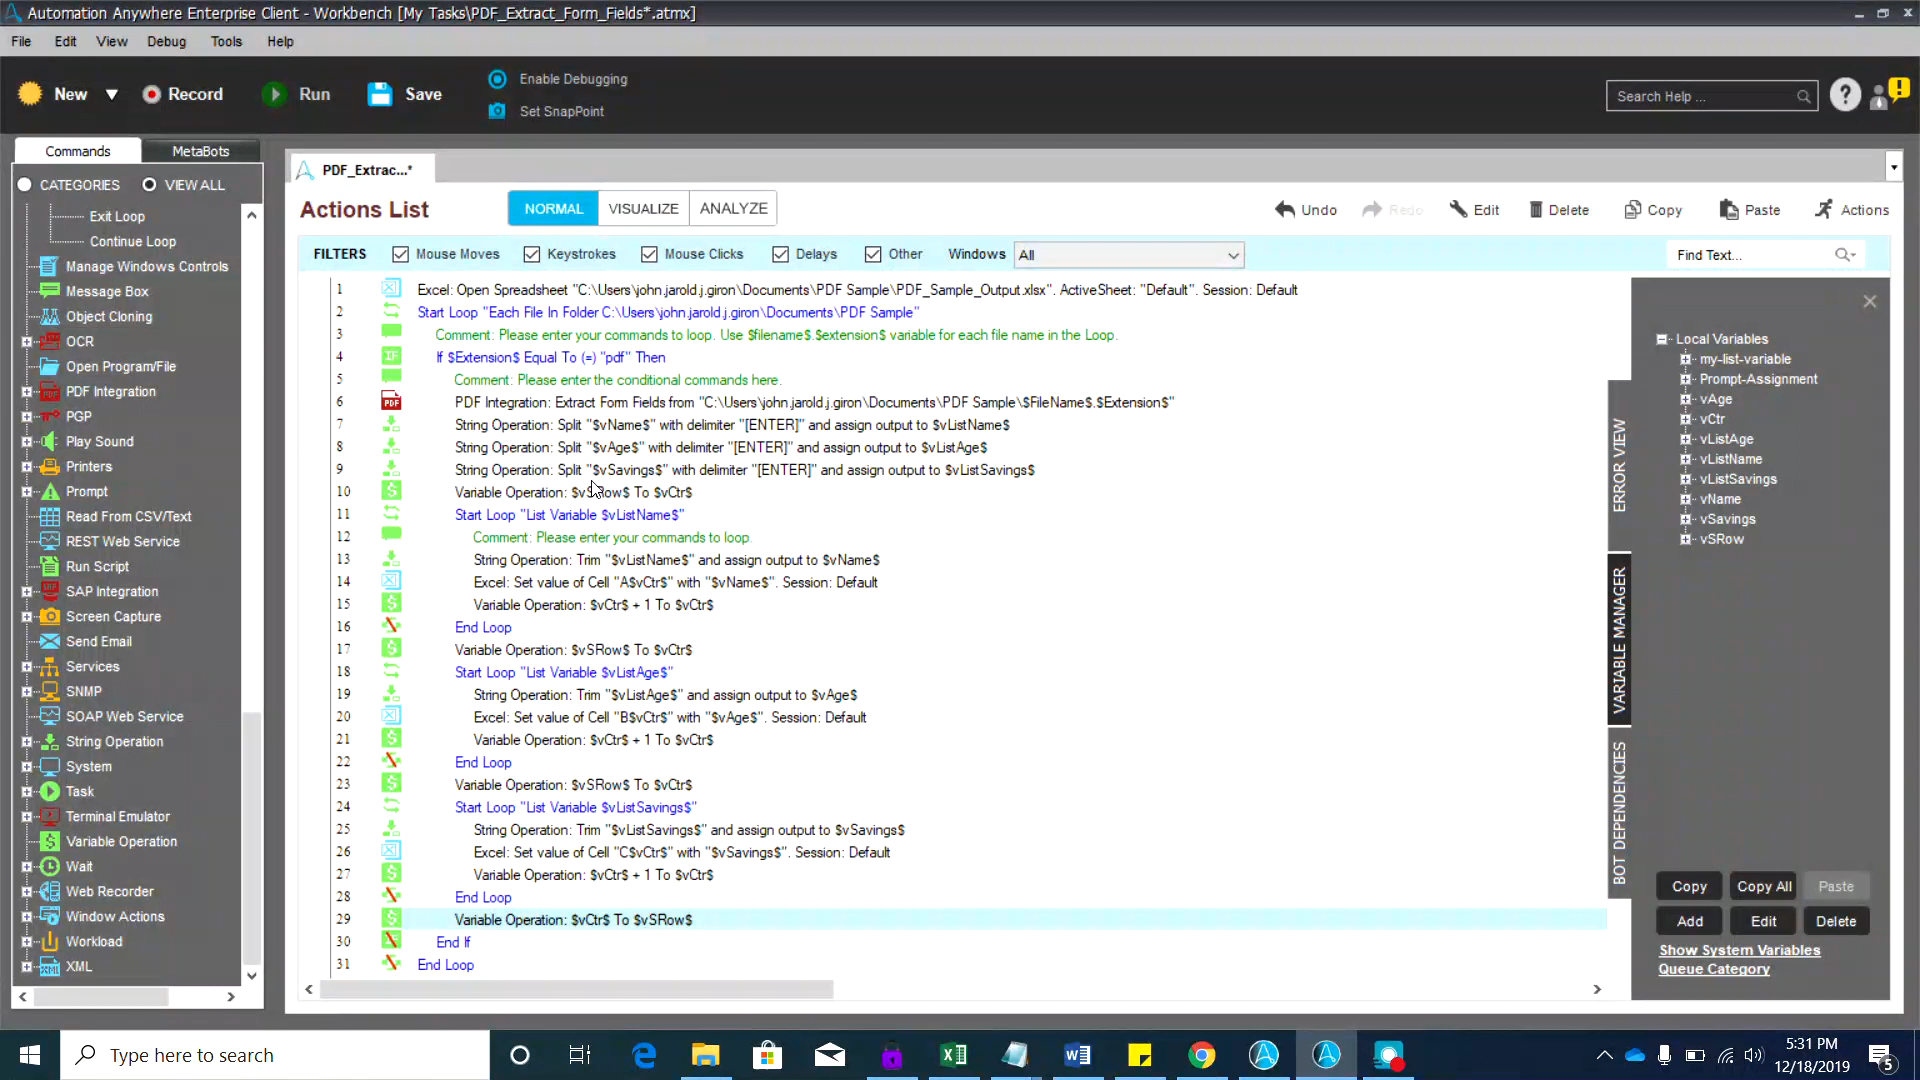 Automation Anywhere Enterprise Client - Workbench [My Tasks\PDF_Extract_Form_Fields*.atmx]
File Edit View Debug Tools Help
New Record Run Save
Enable Debugging
Set SnapPoint
Search Help ...
Commands MetaBots
CATEGORIES VIEW ALL
Exit Loop
Continue Loop
Manage Windows Controls
Message Box
Object Cloning
OCR
Open Program/File
PDF Integration
PGP
Play Sound
Printers
Prompt
Read From CSV/Text
REST Web Service
Run Script
SAP Integration
Screen Capture
Send Email
Services
SNMP
SOAP Web Service
String Operation
System
Task
Terminal Emulator
Variable Operation
Wait
Web Recorder
Window Actions
Workload
XML
PDF_Extrac...*
Actions List NORMAL VISUALIZE ANALYZE Undo Redo Edit Delete Copy Paste Actions
FILTERS Mouse Moves Keystrokes Mouse Clicks Delays Other Windows All Find Text...
1 Excel: Open Spreadsheet "C:\Users\john.jarold.j.giron\Documents\PDF Sample\PDF_Sample_Output.xlsx". ActiveSheet: "Default". Session: Default
2 Start Loop "Each File In Folder C:\Users\john.jarold.j.giron\Documents\PDF Sample"
3 Comment: Please enter your commands to loop. Use $filename$.$extension$ variable for each file name in the Loop.
4 If $Extension$ Equal To (=) "pdf" Then
5 Comment: Please enter the conditional commands here.
6 PDF Integration: Extract Form Fields from "C:\Users\john.jarold.j.giron\Documents\PDF Sample\$FileName$.$Extension$"
7 String Operation: Split "$vName$" with delimiter "[ENTER]" and assign output to $vListName$
8 String Operation: Split "$vAge$" with delimiter "[ENTER]" and assign output to $vListAge$
9 String Operation: Split "$vSavings$" with delimiter "[ENTER]" and assign output to $vListSavings$
10 Variable Operation: $vSRow$ To $vCtr$
11 Start Loop "List Variable $vListName$"
12 Comment: Please enter your commands to loop.
13 String Operation: Trim "$vListName$" and assign output to $vName$
14 Excel: Set value of Cell "A$vCtr$" with "$vName$". Session: Default
15 Variable Operation: $vCtr$ + 1 To $vCtr$
16 End Loop
17 Variable Operation: $vSRow$ To $vCtr$
18 Start Loop "List Variable $vListAge$"
19 String Operation: Trim "$vListAge$" and assign output to $vAge$
20 Excel: Set value of Cell "B$vCtr$" with "$vAge$". Session: Default
21 Variable Operation: $vCtr$ + 1 To $vCtr$
22 End Loop
23 Variable Operation: $vSRow$ To $vCtr$
24 Start Loop "List Variable $vListSavings$"
25 String Operation: Trim "$vListSavings$" and assign output to $vSavings$
26 Excel: Set value of Cell "C$vCtr$" with "$vSavings$". Session: Default
27 Variable Operation: $vCtr$ + 1 To $vCtr$
28 End Loop
29 Variable Operation: $vCtr$ To $vSRow$
30 End If
31 End Loop
ERROR VIEW
VARIABLE MANAGER
BOT DEPENDENCIES
Local Variables
my-list-variable
Prompt-Assignment
vAge
vCtr
vListAge
vListName
vListSavings
vName
vSavings
vSRow
Copy Copy All Paste
Add Edit Delete
Show System Variables
Queue Category
Type here to search
5:31 PM
12/18/2019
5